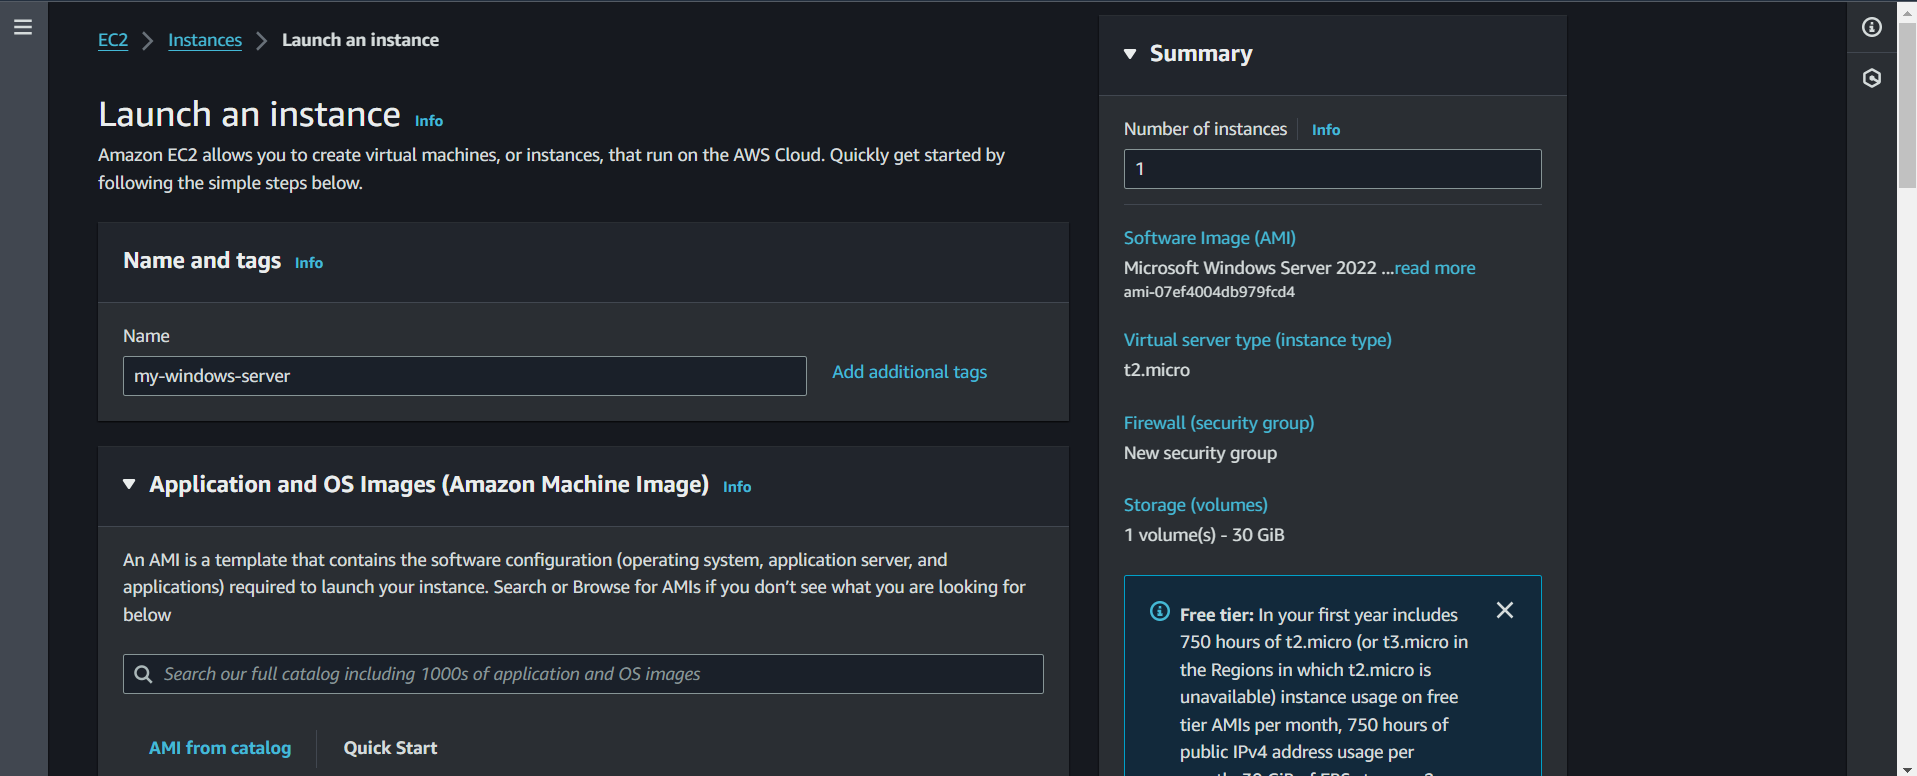 EC2 > Instances > Launch an instance
Launch an instance Info
Amazon EC2 allows you to create virtual machines, or instances, that run on the AWS Cloud. Quickly get started by
following the simple steps below.
Name and tags Info
Name
my-windows-server
Add additional tags
Application and OS Images (Amazon Machine Image) Info
An AMI is a template that contains the software configuration (operating system, application server, and
applications) required to launch your instance. Search or Browse for AMIs if you don’t see what you are looking for
below
Search our full catalog including 1000s of application and OS images
AMI from catalog
Quick Start
Summary
Number of instances Info
1
Software Image (AMI)
Microsoft Windows Server 2022 ...read more
ami-07ef4004db979fcd4
Virtual server type (instance type)
t2.micro
Firewall (security group)
New security group
Storage (volumes)
1 volume(s) - 30 GiB
Free tier: In your first year includes
750 hours of t2.micro (or t3.micro in
the Regions in which t2.micro is
unavailable) instance usage on free
tier AMIs per month, 750 hours of
public IPv4 address usage per